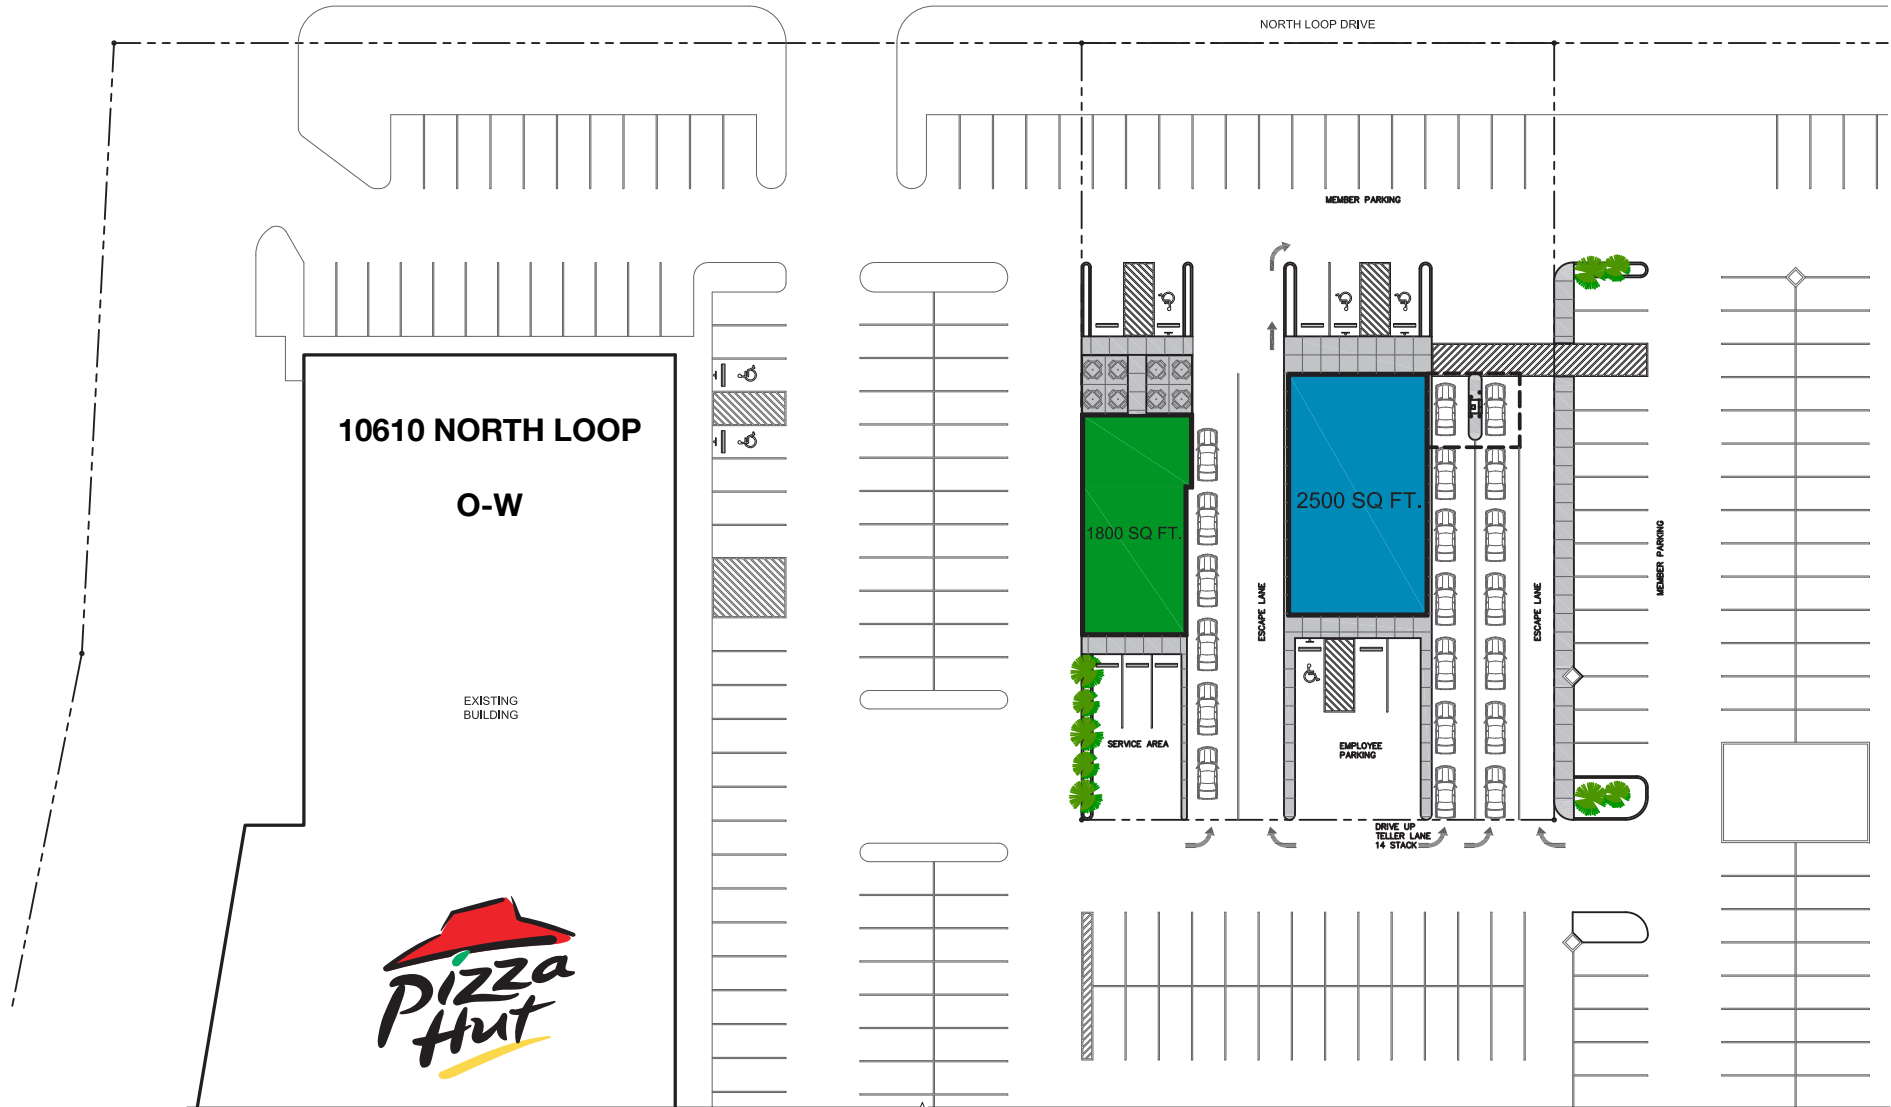 NORTH LOOP DRIVE
MEMBER PARKING
10610 NORTH LOOP
O-W
2500 SQ FT.
1800 SQ FT.
ESCAPE LANE
ESCAPE LANE
MEMBER PARKING
EXISTING
BUILDING
SERVICE AREA
EMPLOYEE
PARKING
DRIVE UP
TELLER LANE
14 STACK
Pizza
Hut